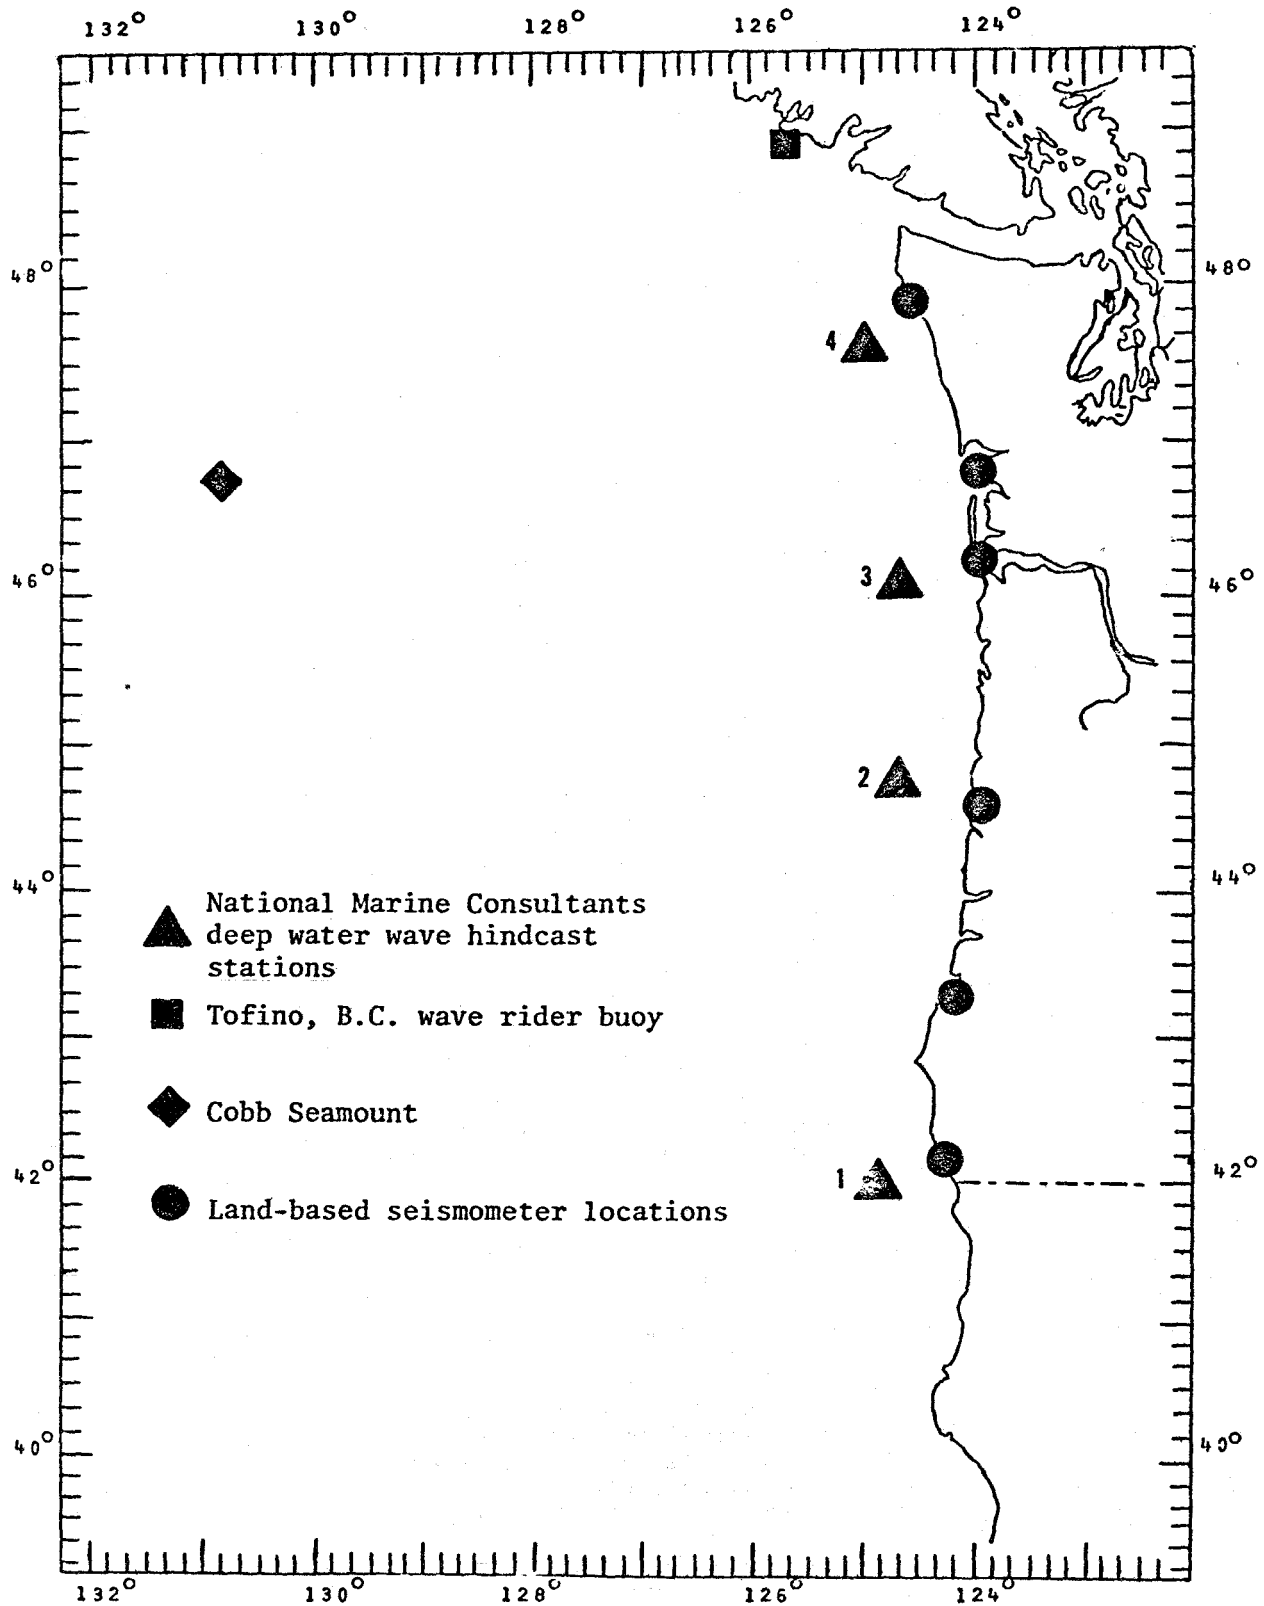 132° 130° 128° 126° 124°
48° 48°
4
46° 3 46°
2
44° 44°
National Marine Consultants
deep water wave hindcast
stations
Tofino, B.C. wave rider buoy
Cobb Seamount
42° 1 42°
Land-based seismometer locations
40° 40°
132° 130° 128° 126° 124°